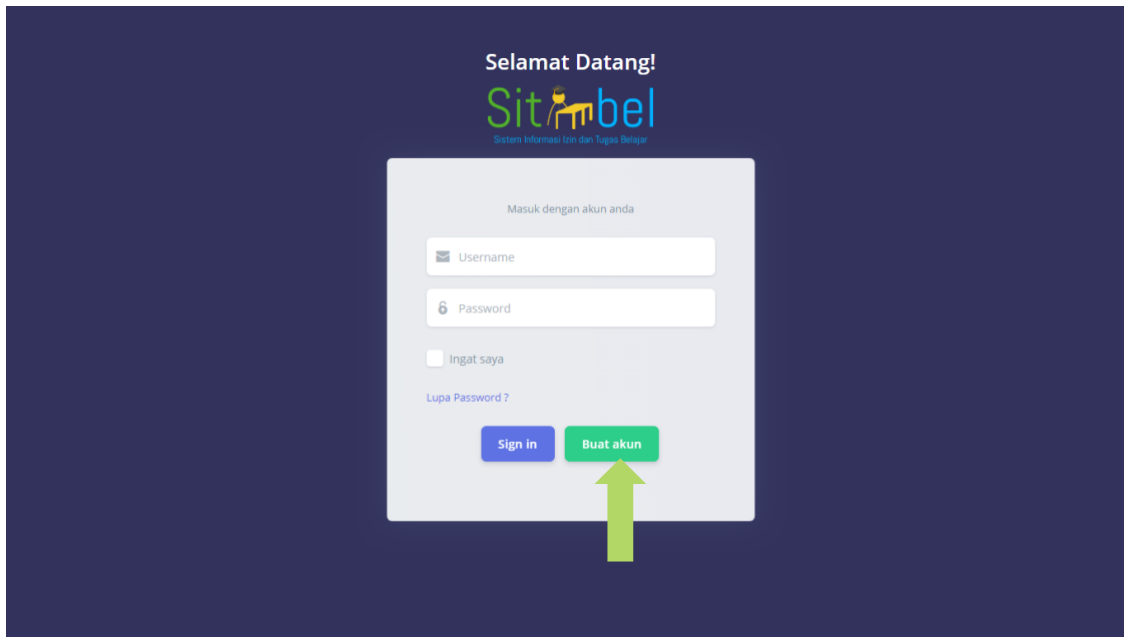 Selamat Datang!
Sitimbel
Sistem Informasi Izin dan Tugas Belajar
Masuk dengan akun anda
Username
Password
Ingat saya
Lupa Password ?
Sign in Buat akun